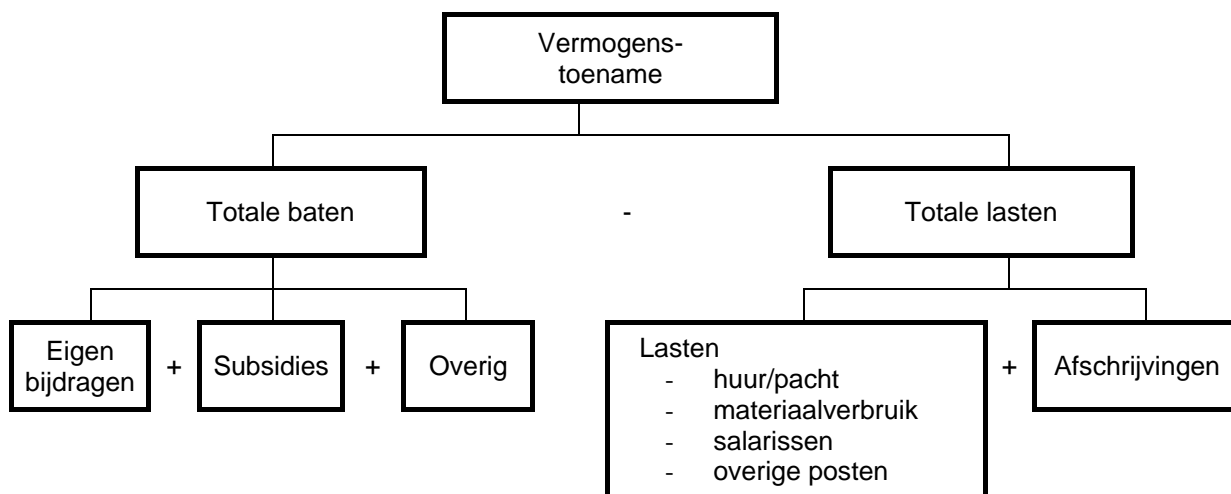 Vermogens-
toename
Totale baten
-
Totale lasten
Eigen
bijdragen
+
Subsidies
+
Overig
Lasten
- huur/pacht
- materiaalverbruik
- salarissen
- overige posten
+
Afschrijvingen